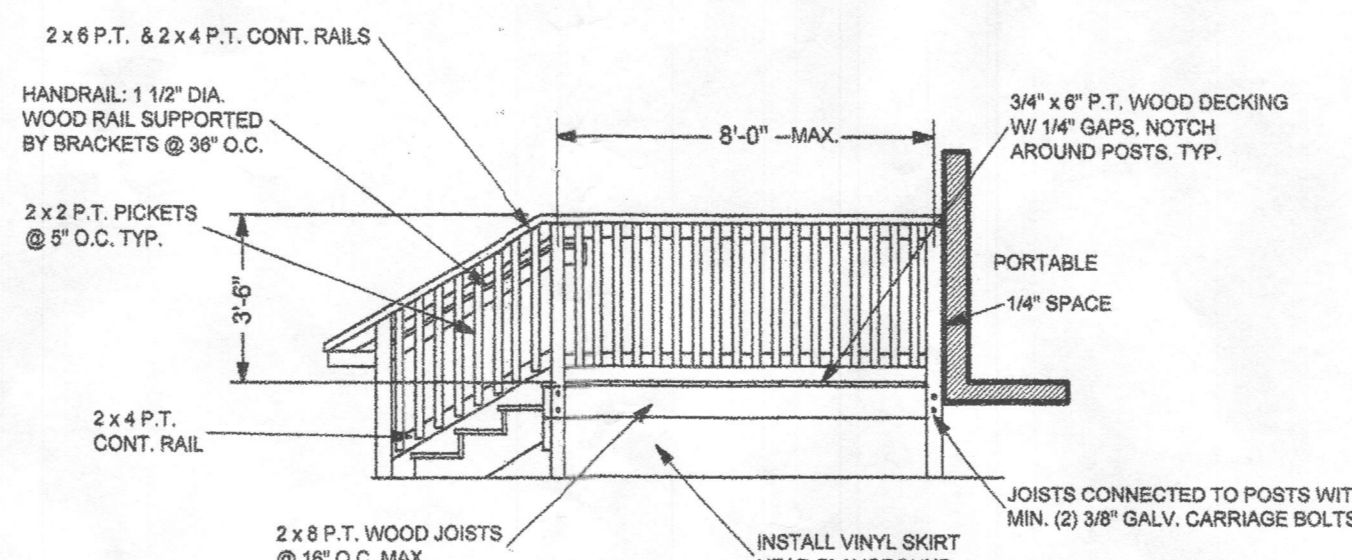 2 x 6 P.T. & 2 x 4 P.T. CONT. RAILS
HANDRAIL: 1 1/2" DIA.
WOOD RAIL SUPPORTED
BY BRACKETS @ 36" O.C.
2 x 2 P.T. PICKETS
@ 5" O.C. TYP.
3'-6"
2 x 4 P.T.
CONT. RAIL
8'-0" MAX.
3/4" x 6" P.T. WOOD DECKING
W/ 1/4" GAPS. NOTCH
AROUND POSTS. TYP.
PORTABLE
1/4" SPACE
JOISTS CONNECTED TO POSTS WIT
MIN. (2) 3/8" GALV. CARRIAGE BOLTS
2 x 8 P.T. WOOD JOISTS
@ 16" O.C. MAX
INSTALL VINYL SKIRT